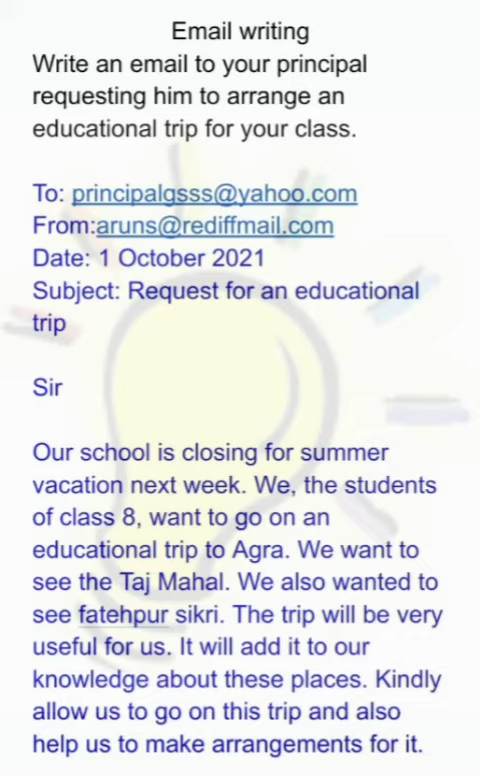 Email writing
Write an email to your principal
requesting him to arrange an
educational trip for your class.
To: principalgsss@yahoo.com
From:aruns@rediffmail.com
Date: 1 October 2021
Subject: Request for an educational
trip
Sir
Our school is closing for summer
vacation next week. We, the students
of class 8, want to go on an
educational trip to Agra. We want to
see the Taj Mahal. We also wanted to
see fatehpur sikri. The trip will be very
useful for us. It will add it to our
knowledge about these places. Kindly
allow us to go on this trip and also
help us to make arrangements for it.